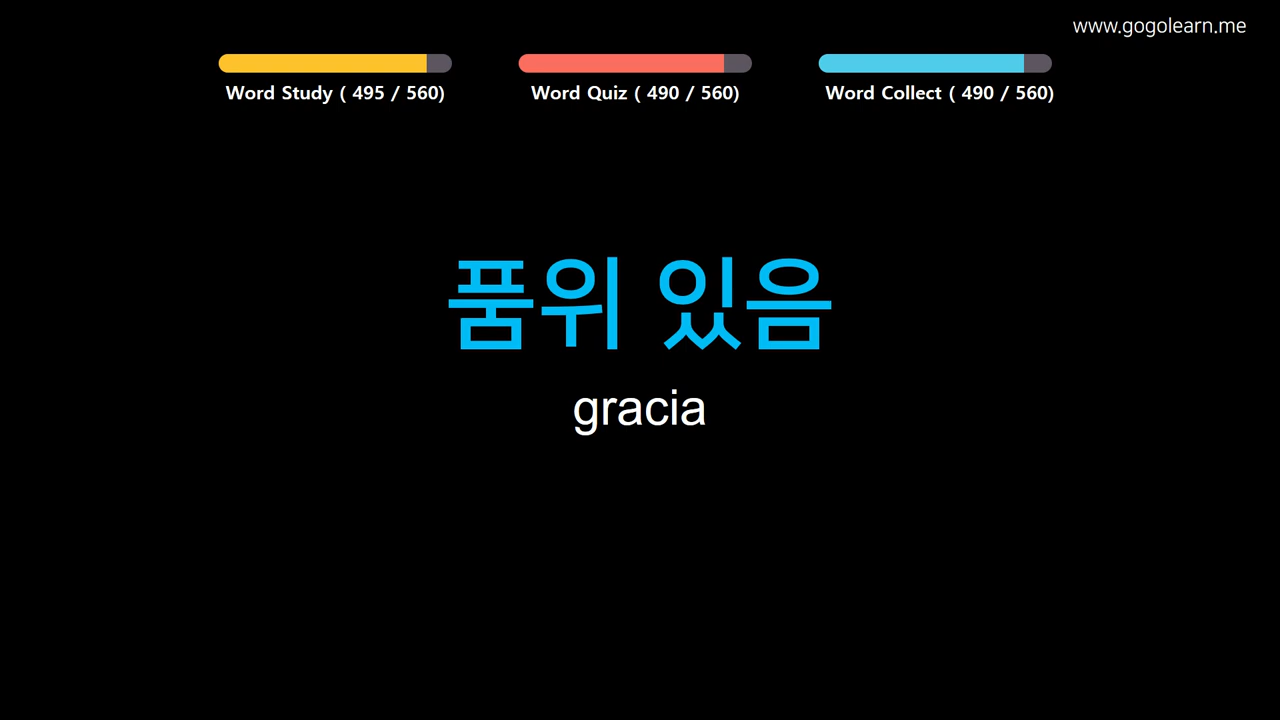 www.gogolearn.me
Word Study ( 495 / 560)
Word Quiz ( 490 / 560)
Word Collect ( 490 / 560)
품위 있음
gracia